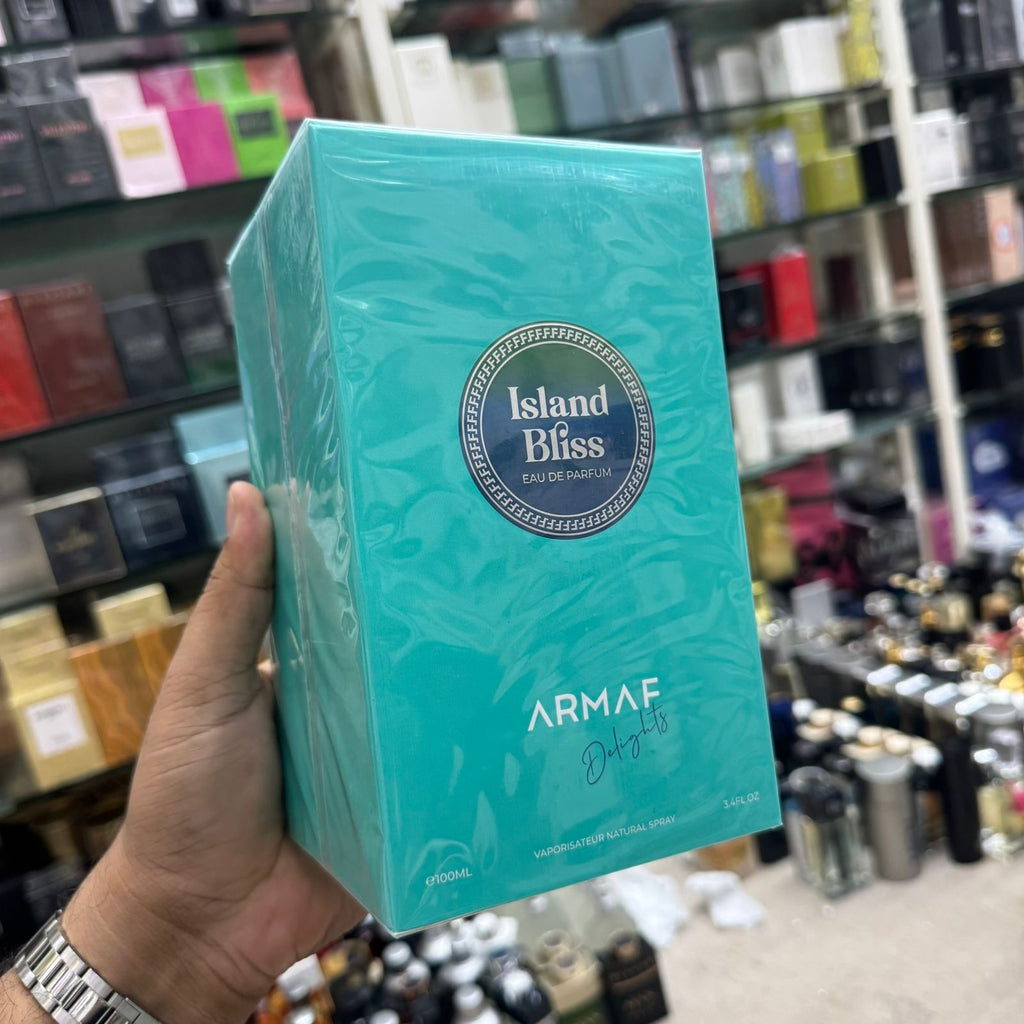 Island
Bliss
EAU DE PARFUM
ARMAF
Delights
3.4FL.OZ
VAPORISATEUR NATURAL SPRAY
℮100ML